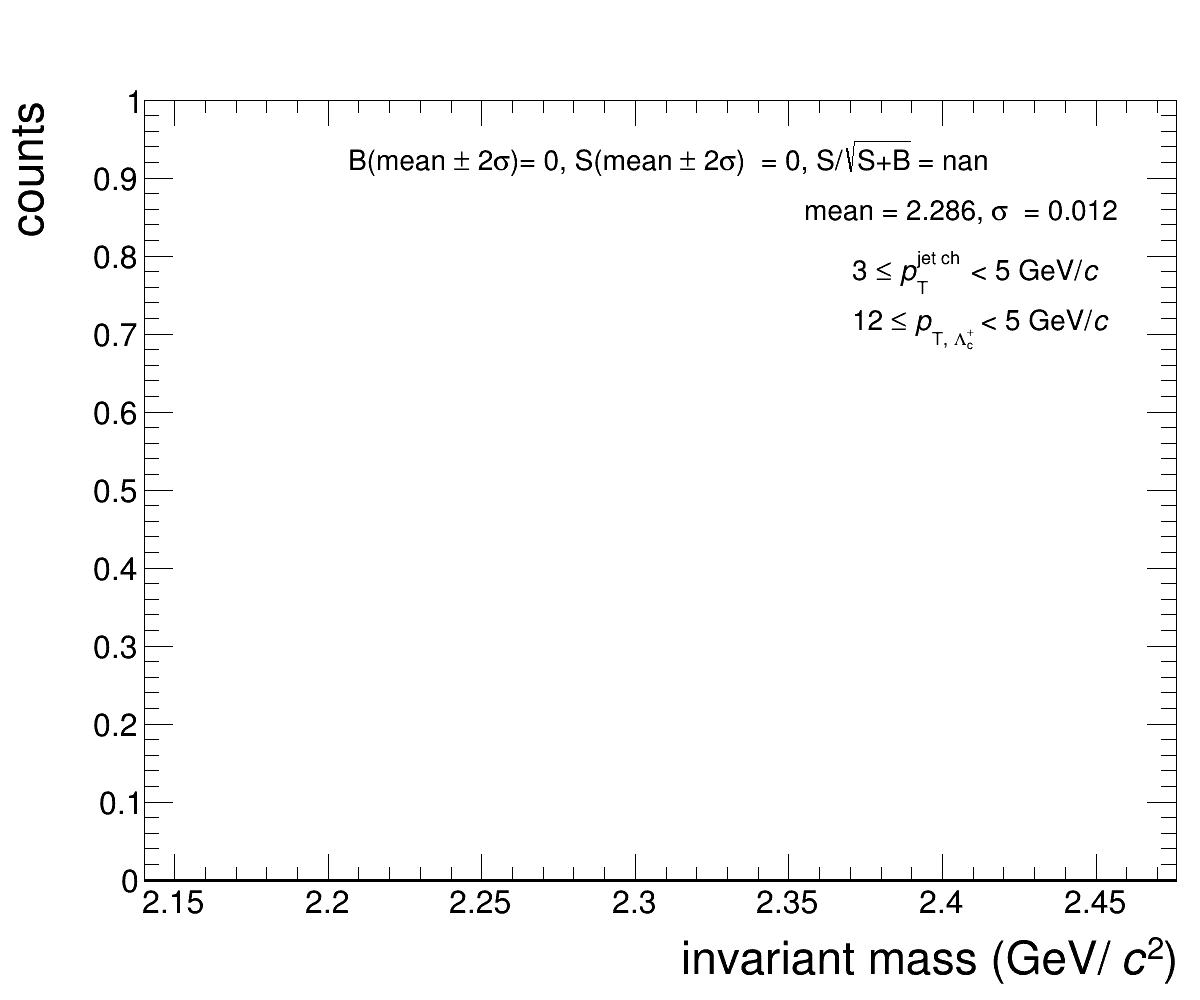 counts
1
B(mean ± 2σ)= 0, S(mean ± 2σ) = 0, S/√S+B = nan
0.9
mean = 2.286, σ = 0.012
0.8
3 ≤ p_T^jet ch < 5 GeV/c
12 ≤ p_T, Λ_c^+ < 5 GeV/c
0.7
0.6
0.5
0.4
0.3
0.2
0.1
0
2.15 2.2 2.25 2.3 2.35 2.4 2.45
invariant mass (GeV/ c²)